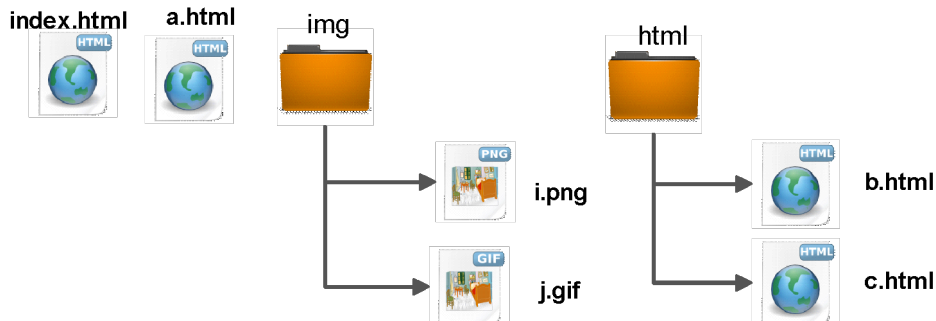 index.html
a.html
img
html
HTML
HTML
PNG
i.png
HTML
b.html
GIF
j.gif
HTML
c.html